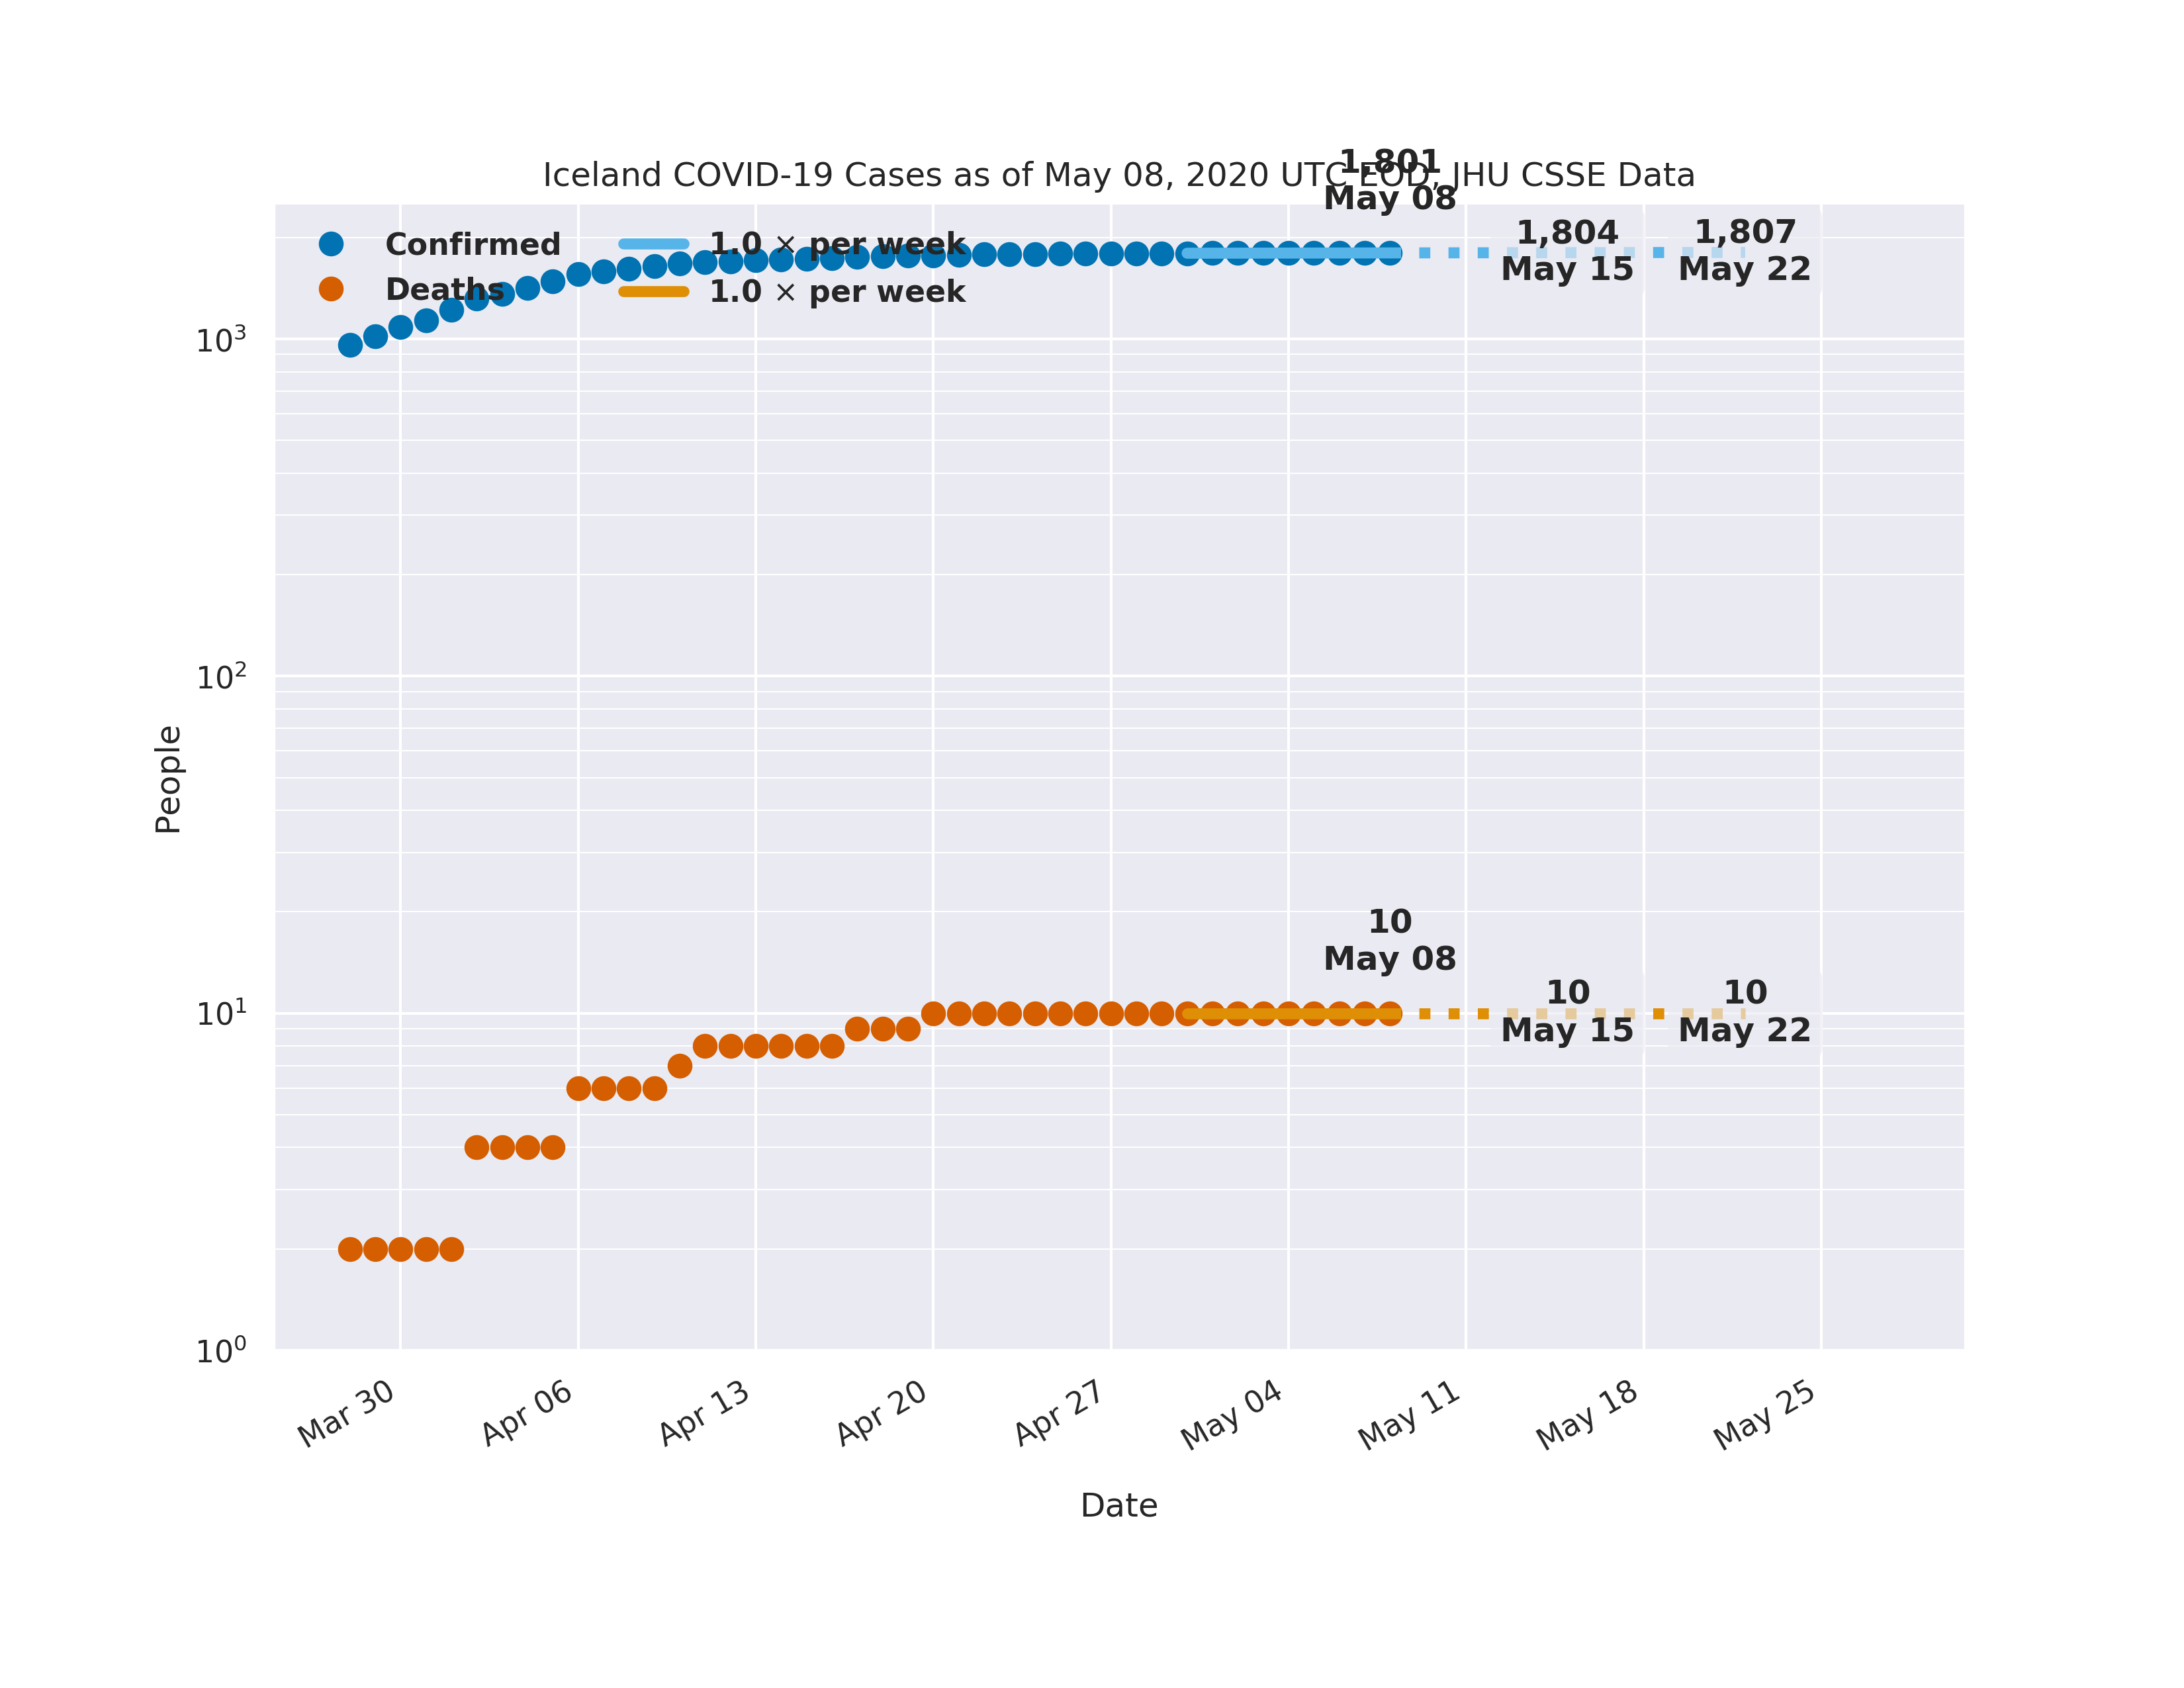 Iceland COVID-19 Cases as of May 08, 2020 UTC EOD, JHU CSSE Data
1,801
May 08
1,804
May 15
1,807
May 22
Confirmed
Deaths
1.0 × per week
1.0 × per week
10³
10²
10¹
10⁰
People
10
May 08
10
May 15
10
May 22
Mar 30
Apr 06
Apr 13
Apr 20
Apr 27
May 04
May 11
May 18
May 25
Date